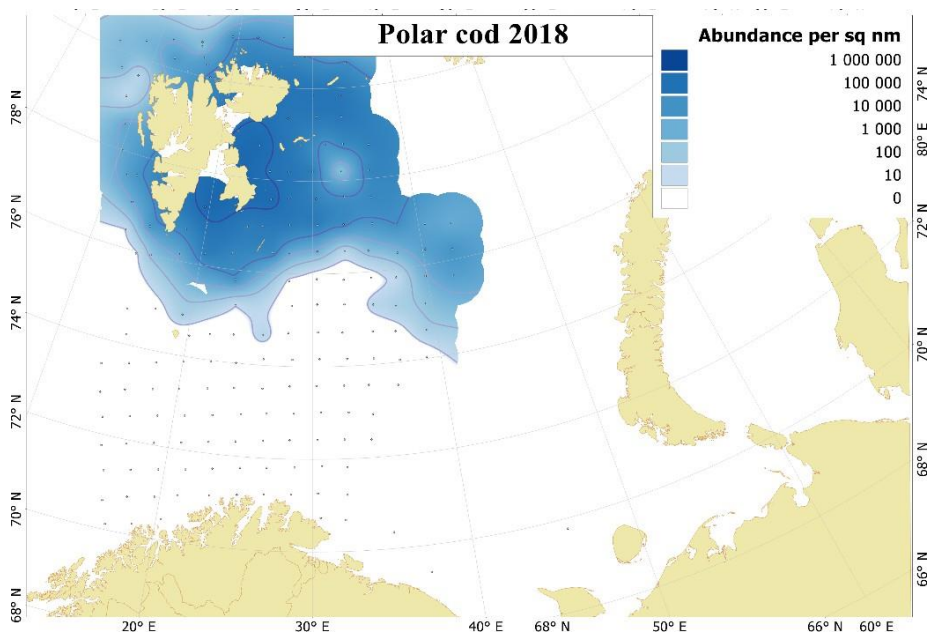 Polar cod 2018
Abundance per sq nm
1 000 000
100 000
10 000
1 000
100
10
0
78° N
76° N
74° N
72° N
70° N
68° N
74° N
80° N
72° N
70° N
68° N
66° N
20° E
30° E
40° E
68° N
50° E
66° N
60° E